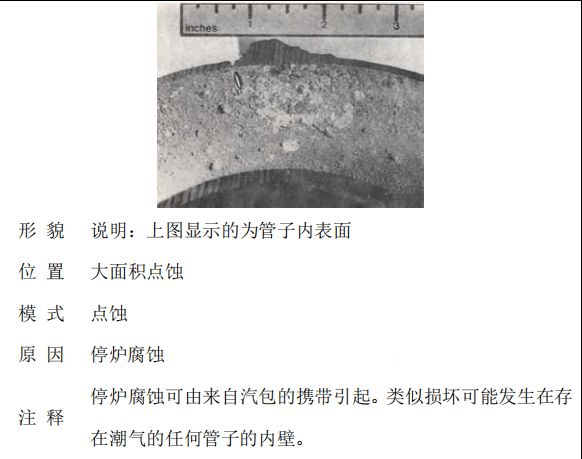 inches 1 2 3
形 貌 说明：上图显示的为管子内表面
位 置 大面积点蚀
模 式 点蚀
原 因 停炉腐蚀
停炉腐蚀可由来自汽包的携带引起。类似损坏可能发生在存
注 释
在潮气的任何管子的内壁。